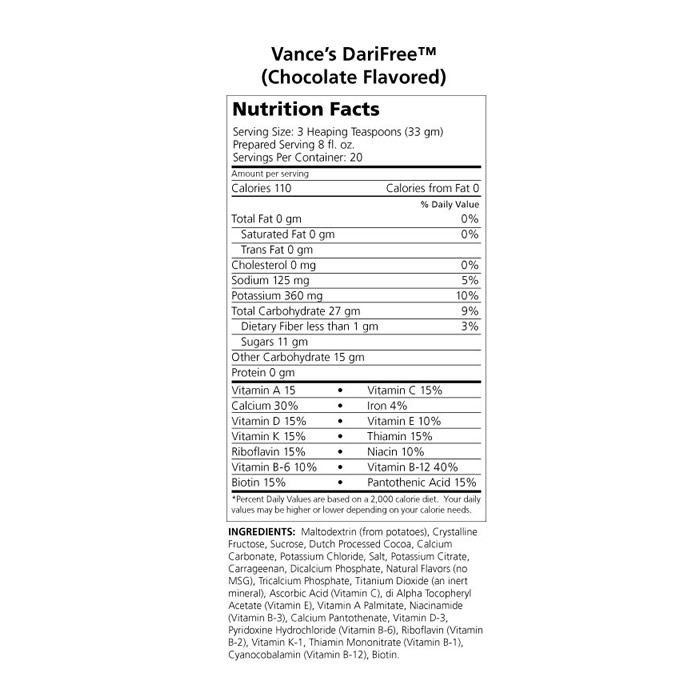 Vance's DariFree™
(Chocolate Flavored)
Nutrition Facts
Serving Size: 3 Heaping Teaspoons (33 gm)
Prepared Serving 8 fl. oz.
Servings Per Container: 20
Amount per serving
Calories 110 Calories from Fat 0
% Daily Value
Total Fat 0 gm 0%
Saturated Fat 0 gm 0%
Trans Fat 0 gm
Cholesterol 0 mg 0%
Sodium 125 mg 5%
Potassium 360 mg 10%
Total Carbohydrate 27 gm 9%
Dietary Fiber less than 1 gm 3%
Sugars 11 gm
Other Carbohydrate 15 gm
Protein 0 gm
Vitamin A 15 • Vitamin C 15%
Calcium 30% • Iron 4%
Vitamin D 15% • Vitamin E 10%
Vitamin K 15% • Thiamin 15%
Riboflavin 15% • Niacin 10%
Vitamin B-6 10% • Vitamin B-12 40%
Biotin 15% • Pantothenic Acid 15%
*Percent Daily Values are based on a 2,000 calorie diet. Your daily
values may be higher or lower depending on your calorie needs.
INGREDIENTS: Maltodextrin (from potatoes), Crystalline
Fructose, Sucrose, Dutch Processed Cocoa, Calcium
Carbonate, Potassium Chloride, Salt, Potassium Citrate,
Carrageenan, Dicalcium Phosphate, Natural Flavors (no
MSG), Tricalcium Phosphate, Titanium Dioxide (an inert
mineral), Ascorbic Acid (Vitamin C), di Alpha Tocopheryl
Acetate (Vitamin E), Vitamin A Palmitate, Niacinamide
(Vitamin B-3), Calcium Pantothenate, Vitamin D-3,
Pyridoxine Hydrochloride (Vitamin B-6), Riboflavin (Vitamin
B-2), Vitamin K-1, Thiamin Mononitrate (Vitamin B-1),
Cyanocobalamin (Vitamin B-12), Biotin.